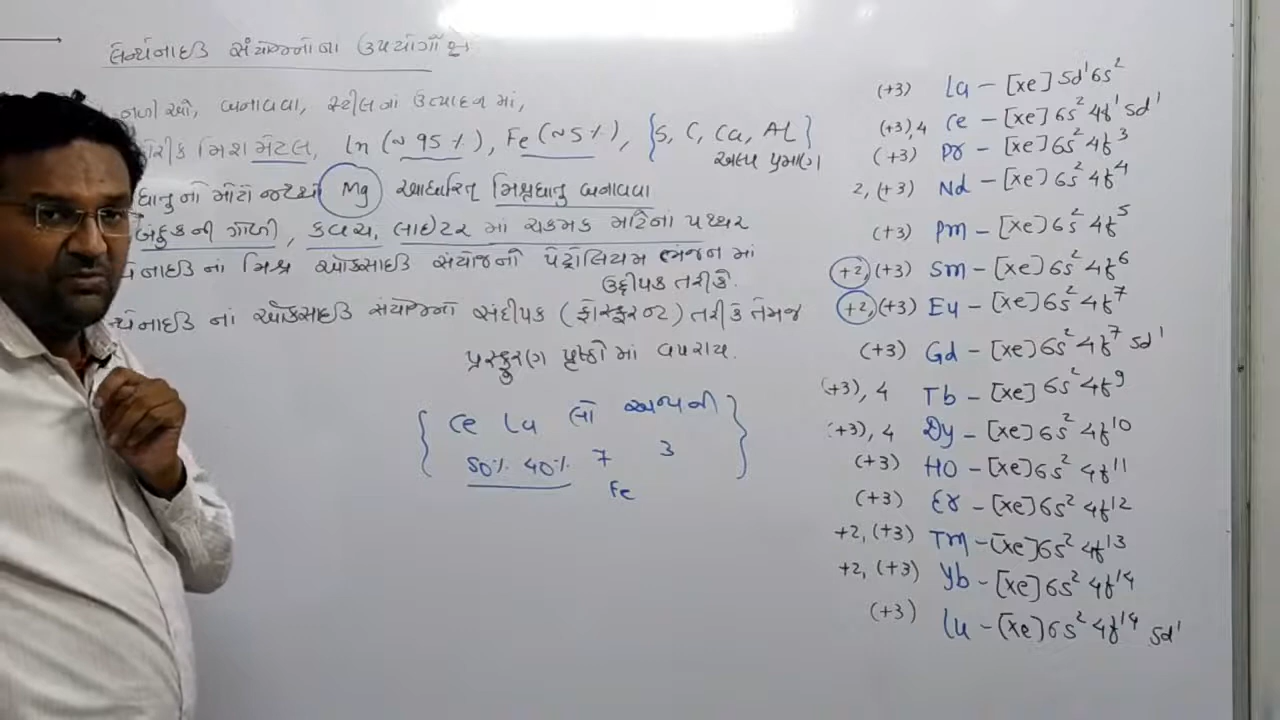 લેન્થેનાઈડ સંયોજનોના ઉપયોગો :-
બનાવવા, સ્ટીલનાં ઉત્પાદન માં,
મિશ મેટલ, Ln (~ 95 %), Fe (~5 %), {S, C, Ca, AL}
અલ્પ પ્રમાણ
ધાતુ નો મોટો જથ્થો Mg આધારિત મિશ્રધાતુ બનાવવા
બંદુકની ગોળી, કવચ, લાઇટર માં ચકમક માટેનાં પથ્થર
નાં મિશ્ર ઓક્સાઇડ સંયોજનો પેટ્રોલિયમ ભંજન માં
ઉદ્દીપક તરીકે.
નાં ઓક્સાઇડ સંયોજનો સંદીપક (ફોસ્ફરન્ટ) તરીકે તેમજ
પ્રસ્ફુરણ પૃષ્ઠો માં વપરાય.
{ Ce La લો અન્યની }
50% 40% 7 3
Fe
(+3) La - [xe] 5d¹ 6s²
(+3), 4 Ce - [xe] 6s² 4f¹ 5d¹
(+3) Pr - [xe] 6s² 4f³
2, (+3) Nd - [xe] 6s² 4f⁴
(+3) Pm - [xe] 6s² 4f⁵
+2, (+3) Sm - [xe] 6s² 4f⁶
+2, (+3) Eu - [xe] 6s² 4f⁷
(+3) Gd - [xe] 6s² 4f⁷ 5d¹
(+3), 4 Tb - [xe] 6s² 4f⁹
(+3), 4 Dy - [xe] 6s² 4f¹⁰
(+3) HO - [xe] 6s² 4f¹¹
(+3) Er - [xe] 6s² 4f¹²
+2, (+3) Tm - [xe] 6s² 4f¹³
+2, (+3) Yb - [xe] 6s² 4f¹⁴
(+3) Lu - [xe] 6s² 4f¹⁴ 5d¹